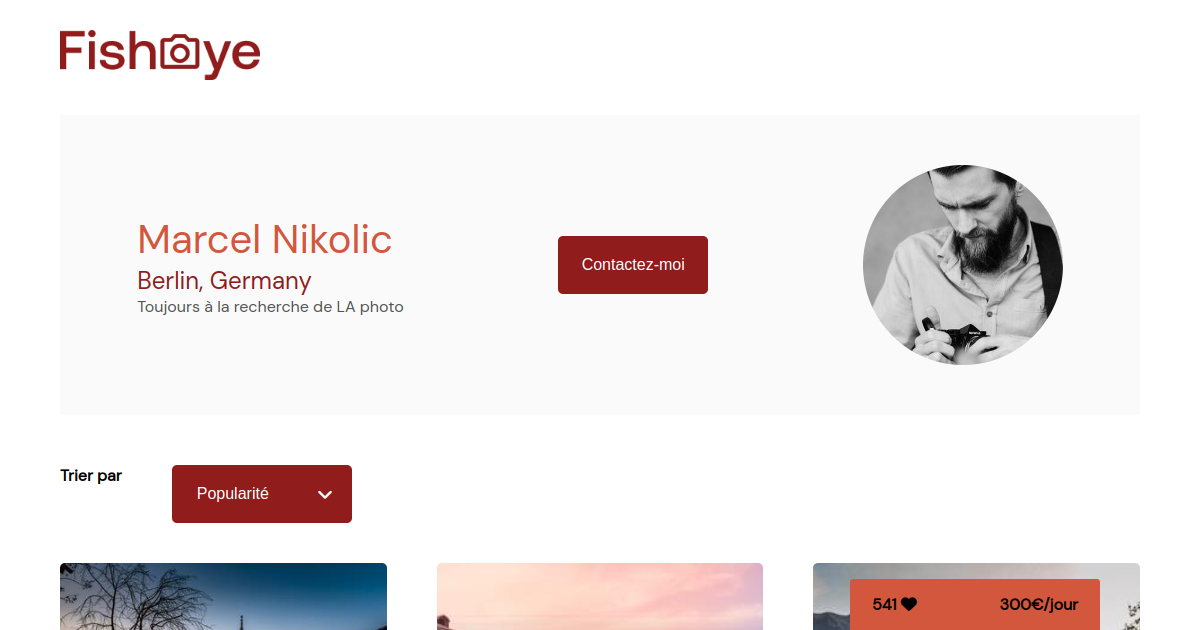 Fisheye
Marcel Nikolic
Berlin, Germany
Toujours à la recherche de LA photo
Contactez-moi
Trier par
Popularité
541
300€/jour